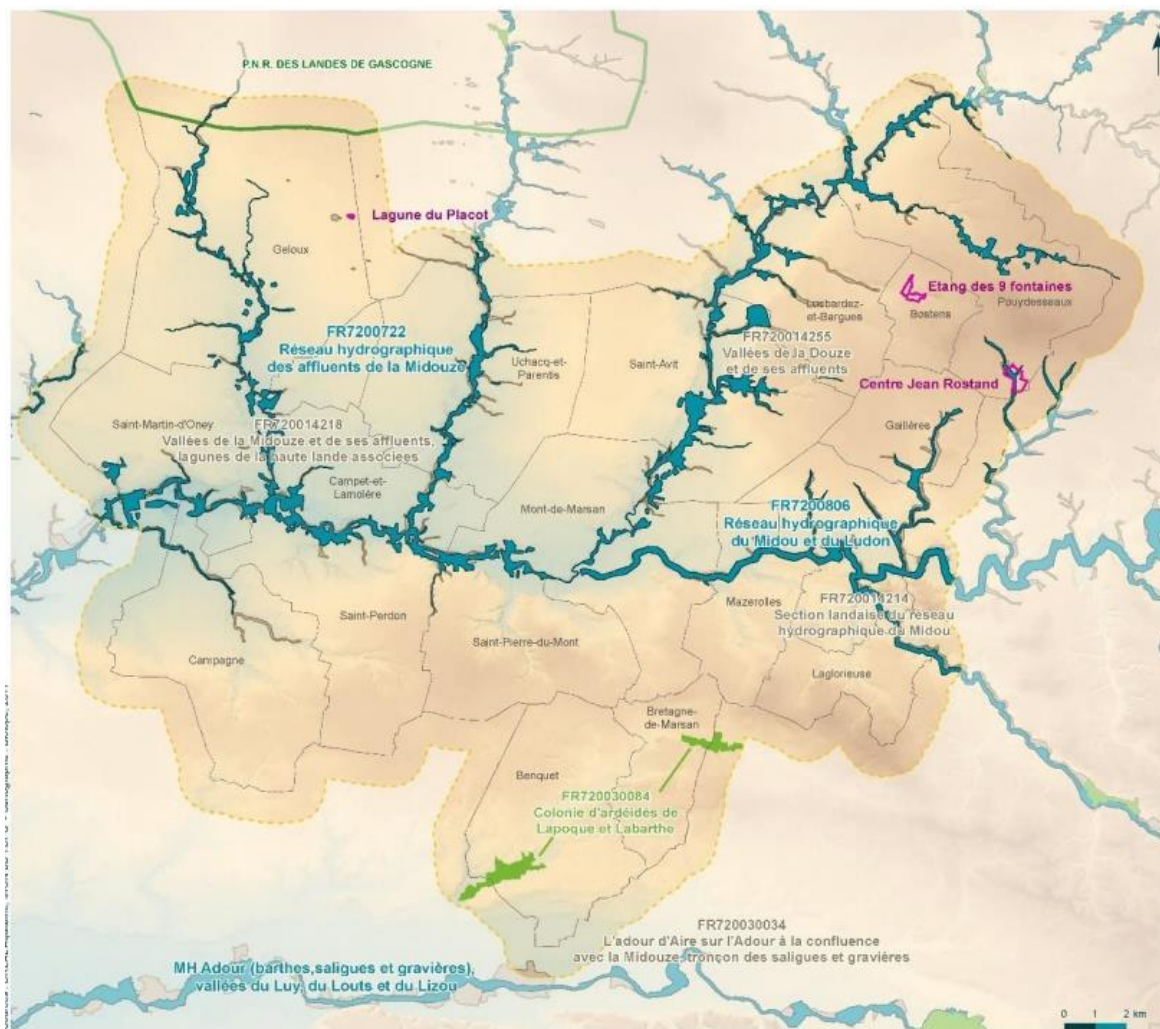 P.N.R. DES LANDES DE GASCOGNE
Lagune du Placot
Geloux
Etang des 9 fontaines
Lusbardez-
et-Bargues
Bostens
Pouydesseaux
FR7200722
Réseau hydrographique
des affluents de la Midouze
Uchacq-et-
Parentis
Saint-Avit
FR720014255
Vallées de la Douze
et de ses affluents
Centre Jean Rostand
Saint-Martin-d'Oney
FR720014218
Vallées de la Midouze et de ses affluents,
lagunes de la haute lande associées
Gaillères
Campet-et-
Lamolère
Mont-de-Marsan
FR7200806
Réseau hydrographique
du Midou et du Ludon
Saint-Perdon
Mazerolles
FR720014214
Section landaise du réseau
hydrographique du Midou
Saint-Pierre-du-Mont
Campagne
Laglorieuse
Bretagne-
de-Marsan
Benquet
FR720030084
Colonie d'ardéidés de
Lapoque et Labarthe
FR720030034
L'adour d'Aire sur l'Adour à la confluence
avec la Midouze, tronçon des saligues et gravières
MH Adour (barthes,saligues et gravières),
vallées du Luy, du Louts et du Lizou
0 1 2 km